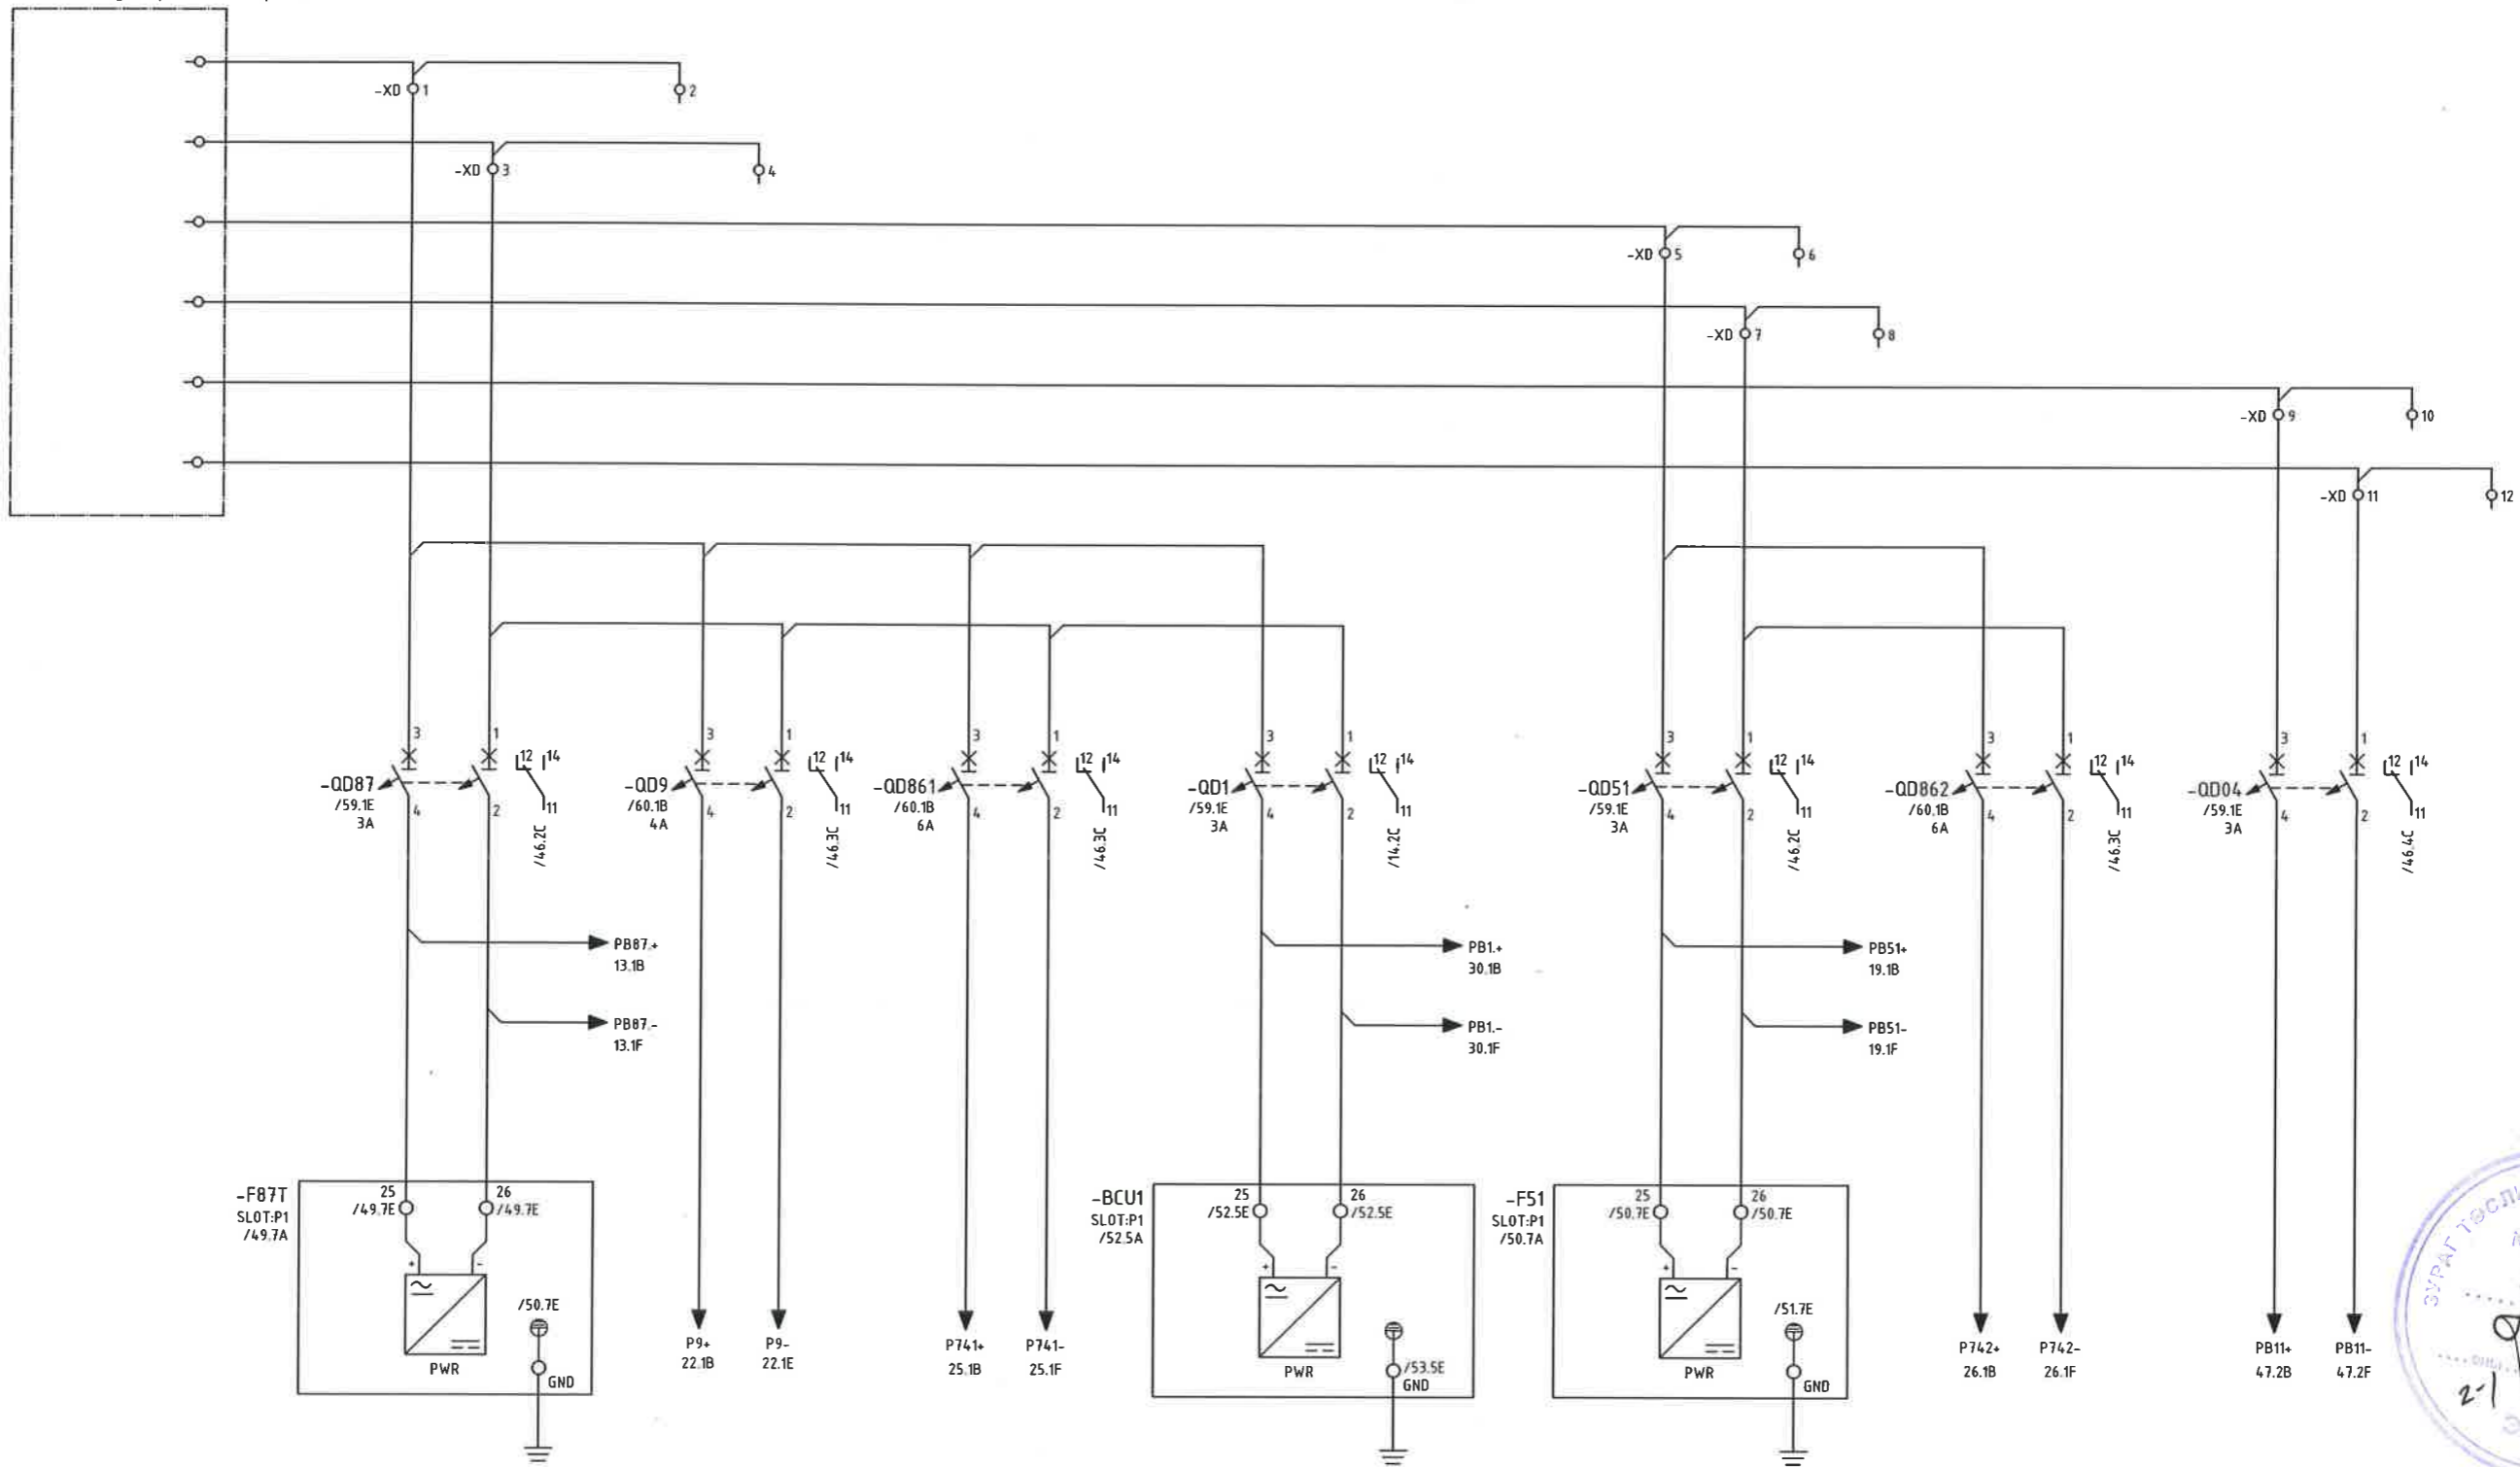 -XD 1
2
-XD 3
4
-XD 5
6
-XD 7
8
-XD 9
10
-XD 11
12
3
1
12 14
-QD87
/59.1E
3A
4
2
11
/46.2C
3
1
12 14
-QD9
/60.1B
4A
4
2
11
/46.3C
3
1
12 14
-QD861
/60.1B
6A
4
2
11
/46.3C
3
1
12 14
-QD1
/59.1E
3A
4
2
11
/14.2C
3
1
12 14
-QD51
/59.1E
3A
4
2
11
/46.2C
3
1
12 14
-QD862
/60.1B
6A
4
2
11
/46.3C
3
1
12 14
-QD04
/59.1E
3A
4
2
11
/46.4C
PB87.+
13.1B
PB87.-
13.1F
PB1.+
30.1B
PB1.-
30.1F
PB51+
19.1B
PB51-
19.1F
-F87T
SLOT:P1
/49.7A
25
/49.7E
26
/49.7E
+ -
PWR
/50.7E
GND
P9+
22.1B
P9-
22.1E
P741+
25.1B
P741-
25.1F
-BCU1
SLOT:P1
/52.5A
25
/52.5E
26
/52.5E
+ -
PWR
/53.5E
GND
-F51
SLOT:P1
/50.7A
25
/50.7E
26
/50.7E
+ -
PWR
/51.7E
GND
P742+
26.1B
P742-
26.1F
PB11+
47.2B
PB11-
47.2F
ЗУРАГ
2-1